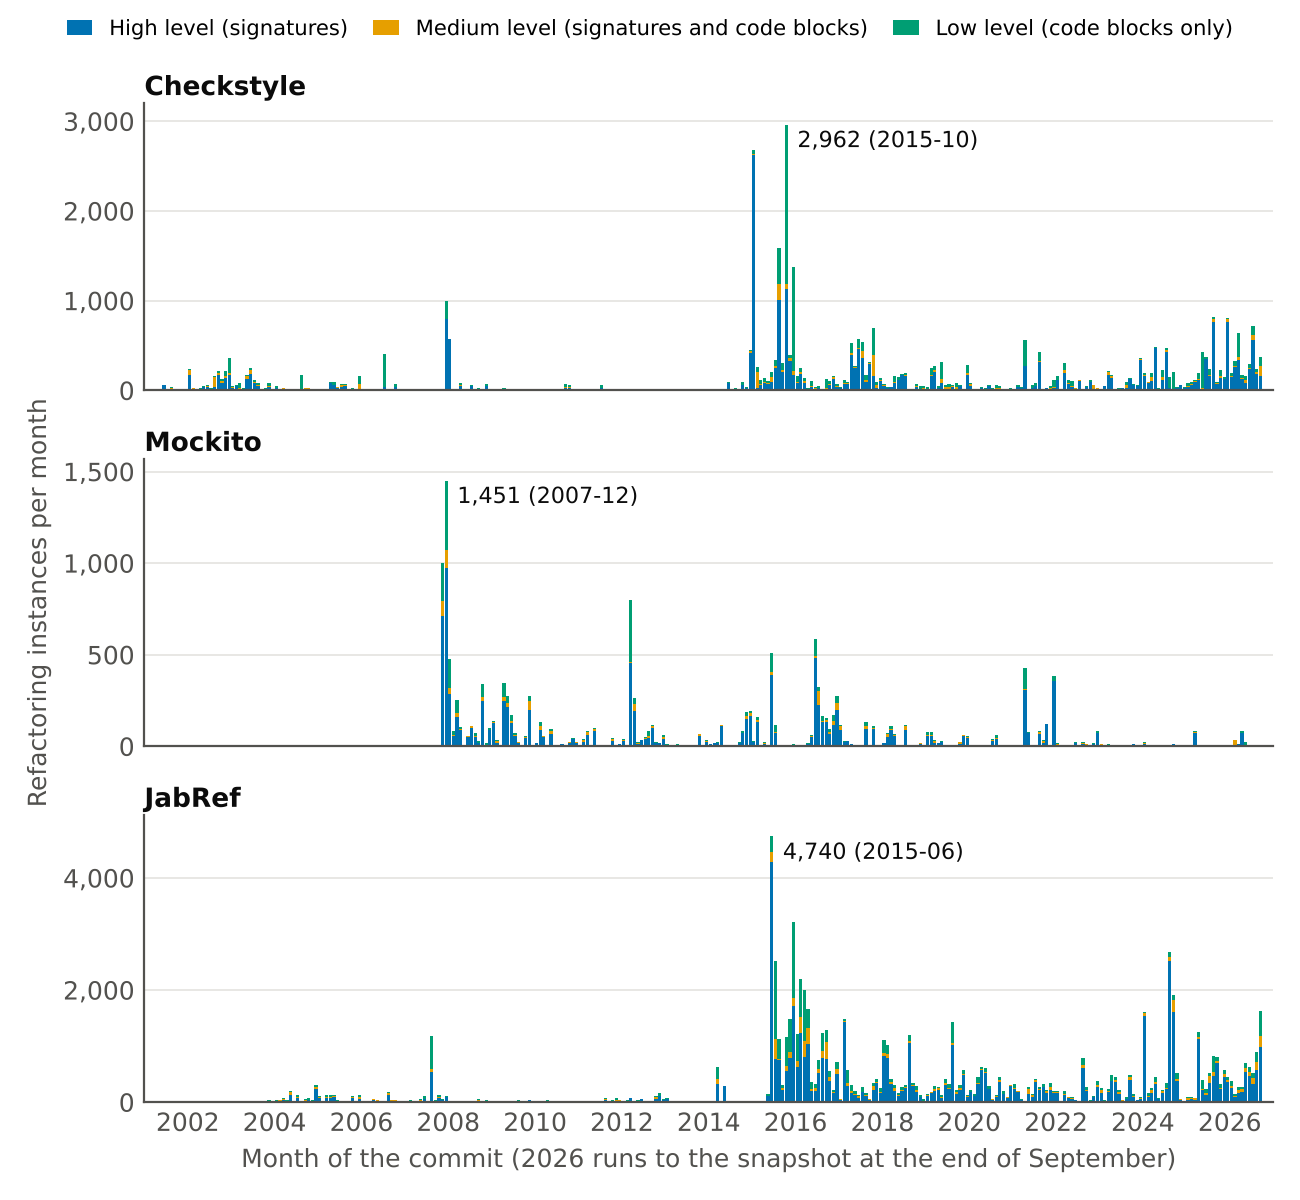 High level (signatures) Medium level (signatures and code blocks) Low level (code blocks only)
Checkstyle
3,000
2,962 (2015-10)
2,000
1,000
0
Mockito
1,500
1,451 (2007-12)
1,000
500
0
Refactoring instances per month
JabRef
4,740 (2015-06)
4,000
2,000
0
2002 2004 2006 2008 2010 2012 2014 2016 2018 2020 2022 2024 2026
Month of the commit (2026 runs to the snapshot at the end of September)